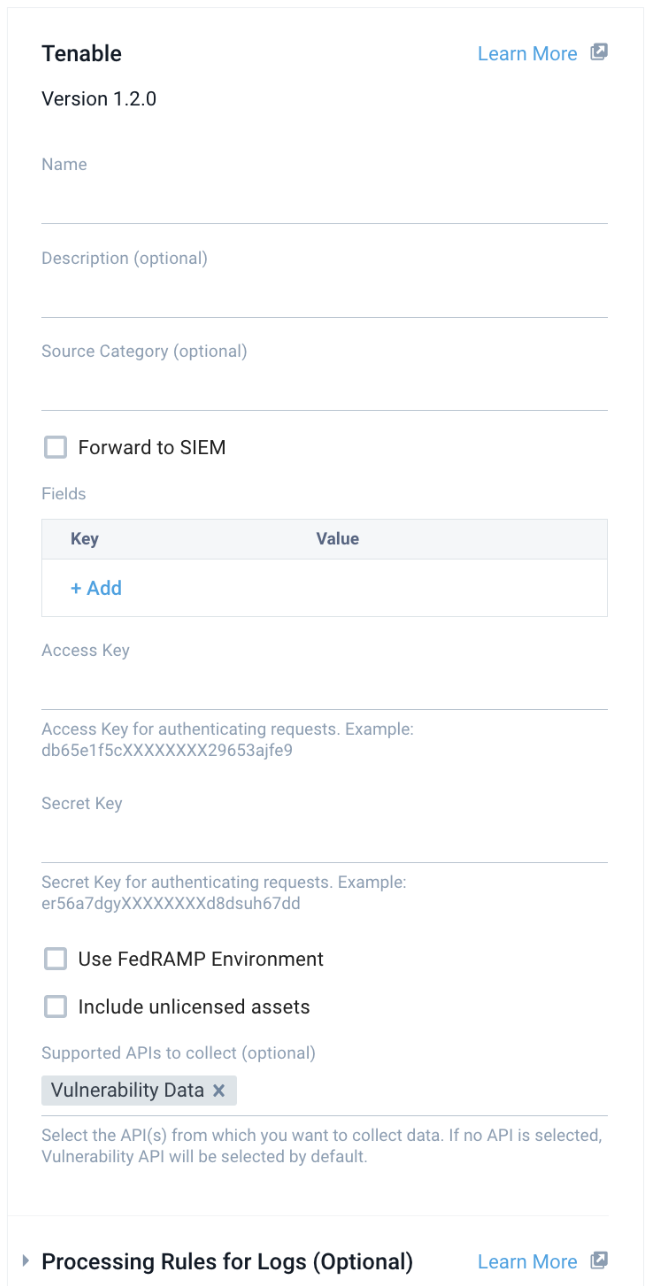 Tenable Learn More
Version 1.2.0
Name
Description (optional)
Source Category (optional)
Forward to SIEM
Fields
Key Value
+ Add
Access Key
Access Key for authenticating requests. Example:
db65e1f5cXXXXXXXX29653ajfe9
Secret Key
Secret Key for authenticating requests. Example:
er56a7dgyXXXXXXXXd8dsuh67dd
Use FedRAMP Environment
Include unlicensed assets
Supported APIs to collect (optional)
Vulnerability Data ×
Select the API(s) from which you want to collect data. If no API is selected,
Vulnerability API will be selected by default.
Processing Rules for Logs (Optional) Learn More